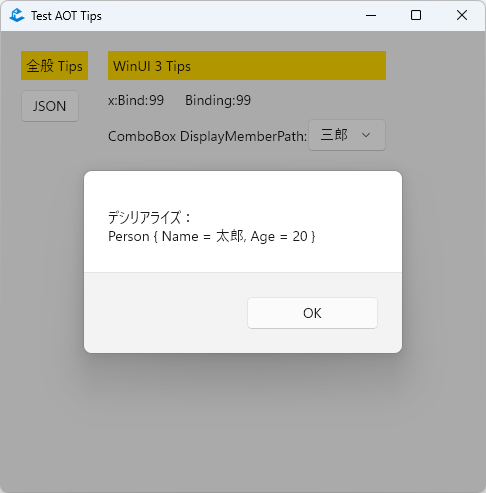 Test AOT Tips
全般 Tips
WinUI 3 Tips
JSON
x:Bind:99
Binding:99
ComboBox DisplayMemberPath:
三郎
デシリアライズ：
Person { Name = 太郎, Age = 20 }
OK